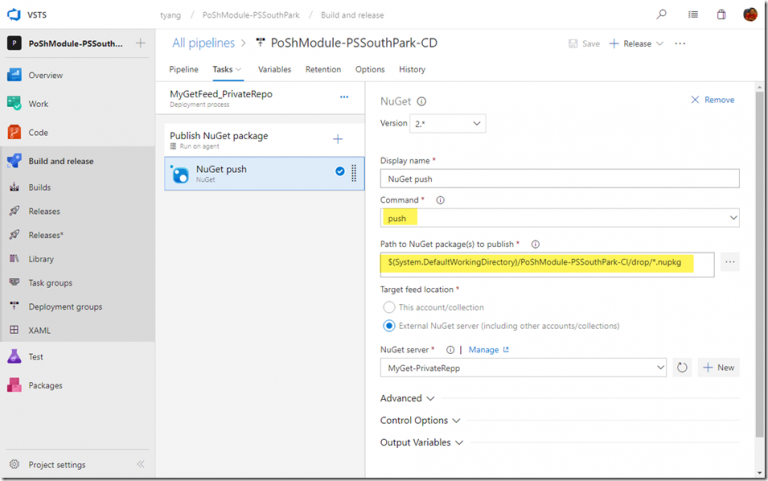 VSTS
tyang / PoShModule-PSSouthPark / Build and release
P PoShModule-PSSouth...
Overview
Work
Code
Build and release
Builds
Releases
Releases*
Library
Task groups
Deployment groups
XAML
Test
Packages
Project settings
All pipelines > PoShModule-PSSouthPark-CD
Save + Release ...
Pipeline Tasks Variables Retention Options History
MyGetFeed_PrivateRepo ...
Deployment process
Publish NuGet package +
Run on agent
NuGet push
NuGet
NuGet
Remove
Version 2.*
Display name *
NuGet push
Command *
push
Path to NuGet package(s) to publish *
$(System.DefaultWorkingDirectory)/PoShModule-PSSouthPark-CI/drop/*.nupkg
...
Target feed location *
This account/collection
External NuGet server (including other accounts/collections)
NuGet server * | Manage
MyGet-PrivateRepp
+ New
Advanced
Control Options
Output Variables